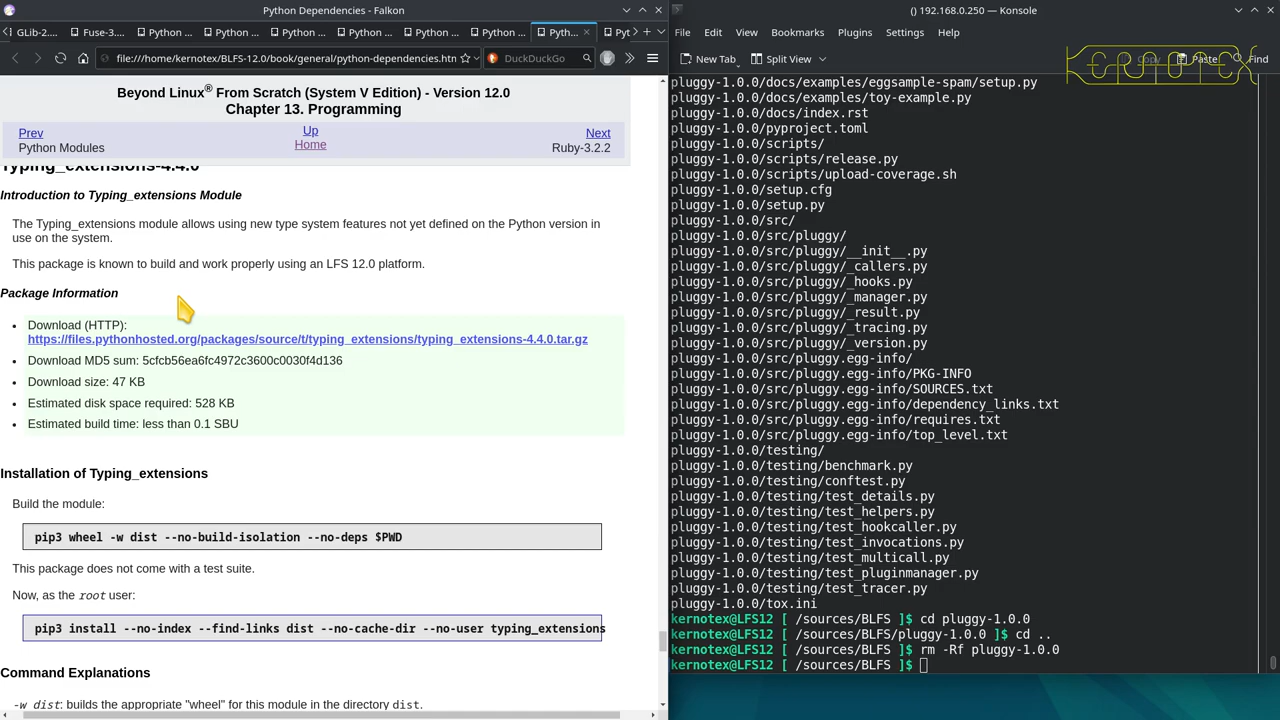 Python Dependencies - Falkon
GLib-2....
Fuse-3....
Python ...
Python ...
Python ...
Python ...
Python ...
Python ...
Pyth...
Pyt
file:///home/kernotex/BLFS-12.0/book/general/python-dependencies.htn
DuckDuckGo
Beyond Linux® From Scratch (System V Edition) - Version 12.0
Chapter 13. Programming
Prev
Up
Next
Python Modules
Home
Ruby-3.2.2
Typing_extensions-4.4.0
Introduction to Typing_extensions Module
The Typing_extensions module allows using new type system features not yet defined on the Python version in
use on the system.
This package is known to build and work properly using an LFS 12.0 platform.
Package Information
Download (HTTP):
https://files.pythonhosted.org/packages/source/t/typing_extensions/typing_extensions-4.4.0.tar.gz
Download MD5 sum: 5cfcb56ea6fc4972c3600c0030f4d136
Download size: 47 KB
Estimated disk space required: 528 KB
Estimated build time: less than 0.1 SBU
Installation of Typing_extensions
Build the module:
pip3 wheel -w dist --no-build-isolation --no-deps $PWD
This package does not come with a test suite.
Now, as the root user:
pip3 install --no-index --find-links dist --no-cache-dir --no-user typing_extensions
Command Explanations
-w dist: builds the appropriate "wheel" for this module in the directory dist.
() 192.168.0.250 — Konsole
File Edit View Bookmarks Plugins Settings Help
New Tab Split View Copy Paste Find
KERNOTEX
pluggy-1.0.0/docs/examples/eggsample-spam/setup.py
pluggy-1.0.0/docs/examples/toy-example.py
pluggy-1.0.0/docs/index.rst
pluggy-1.0.0/pyproject.toml
pluggy-1.0.0/scripts/
pluggy-1.0.0/scripts/release.py
pluggy-1.0.0/scripts/upload-coverage.sh
pluggy-1.0.0/setup.cfg
pluggy-1.0.0/setup.py
pluggy-1.0.0/src/
pluggy-1.0.0/src/pluggy/
pluggy-1.0.0/src/pluggy/__init__.py
pluggy-1.0.0/src/pluggy/_callers.py
pluggy-1.0.0/src/pluggy/_hooks.py
pluggy-1.0.0/src/pluggy/_manager.py
pluggy-1.0.0/src/pluggy/_result.py
pluggy-1.0.0/src/pluggy/_tracing.py
pluggy-1.0.0/src/pluggy/_version.py
pluggy-1.0.0/src/pluggy.egg-info/
pluggy-1.0.0/src/pluggy.egg-info/PKG-INFO
pluggy-1.0.0/src/pluggy.egg-info/SOURCES.txt
pluggy-1.0.0/src/pluggy.egg-info/dependency_links.txt
pluggy-1.0.0/src/pluggy.egg-info/requires.txt
pluggy-1.0.0/src/pluggy.egg-info/top_level.txt
pluggy-1.0.0/testing/
pluggy-1.0.0/testing/benchmark.py
pluggy-1.0.0/testing/conftest.py
pluggy-1.0.0/testing/test_details.py
pluggy-1.0.0/testing/test_helpers.py
pluggy-1.0.0/testing/test_hookcaller.py
pluggy-1.0.0/testing/test_invocations.py
pluggy-1.0.0/testing/test_multicall.py
pluggy-1.0.0/testing/test_pluginmanager.py
pluggy-1.0.0/testing/test_tracer.py
pluggy-1.0.0/tox.ini
kernotex@LFS12 [ /sources/BLFS ]$ cd pluggy-1.0.0
kernotex@LFS12 [ /sources/BLFS/pluggy-1.0.0 ]$ cd ..
kernotex@LFS12 [ /sources/BLFS ]$ rm -Rf pluggy-1.0.0
kernotex@LFS12 [ /sources/BLFS ]$